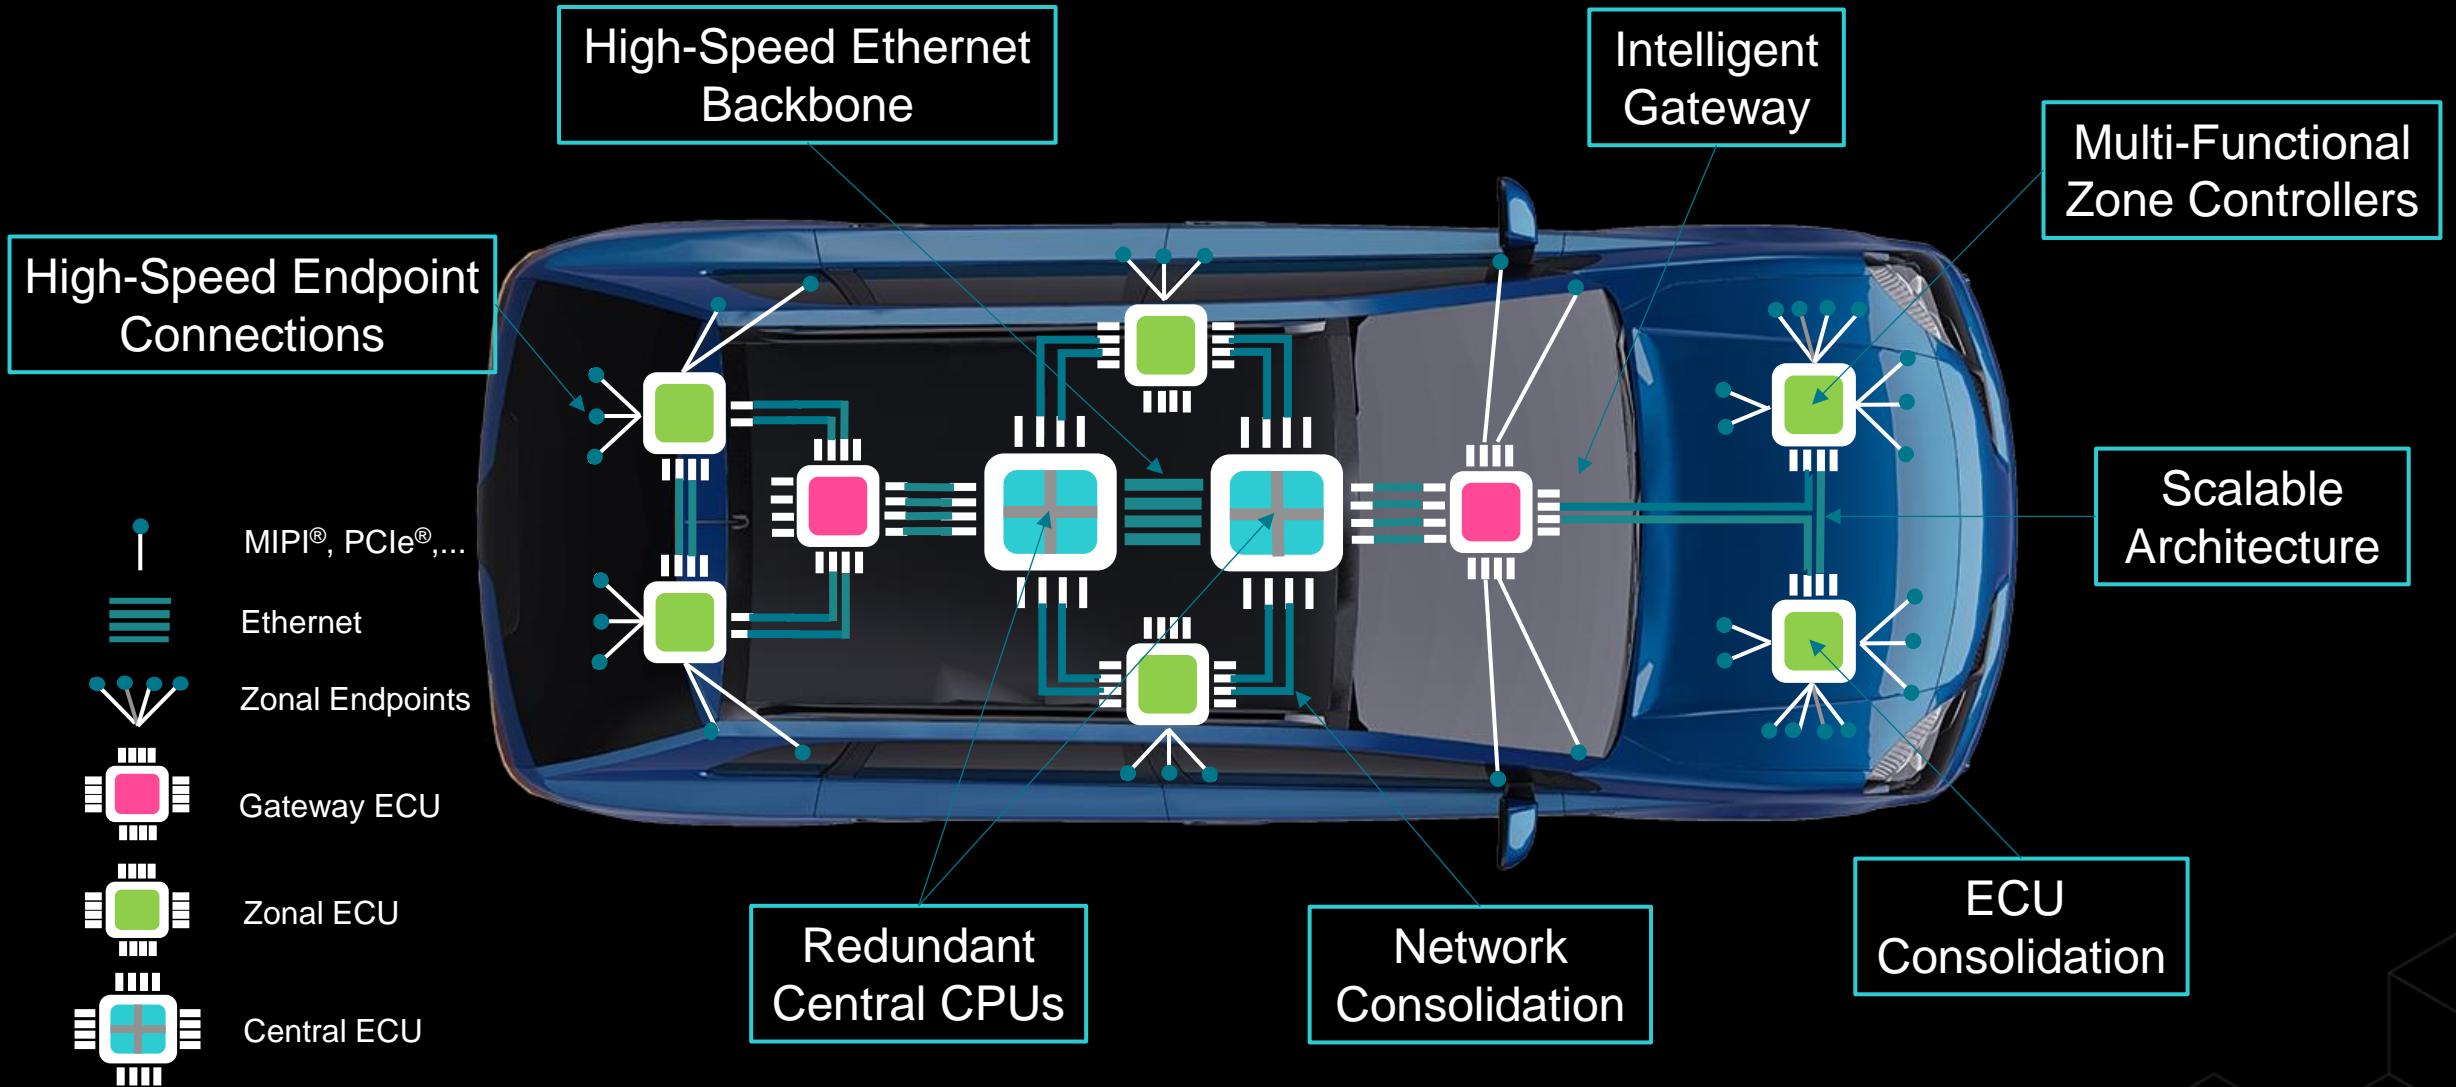 High-Speed Ethernet
Backbone
Intelligent
Gateway
Multi-Functional
Zone Controllers
High-Speed Endpoint
Connections
Scalable
Architecture
MIPI®, PCIe®,...
Ethernet
Zonal Endpoints
Gateway ECU
Zonal ECU
Central ECU
Redundant
Central CPUs
Network
Consolidation
ECU
Consolidation